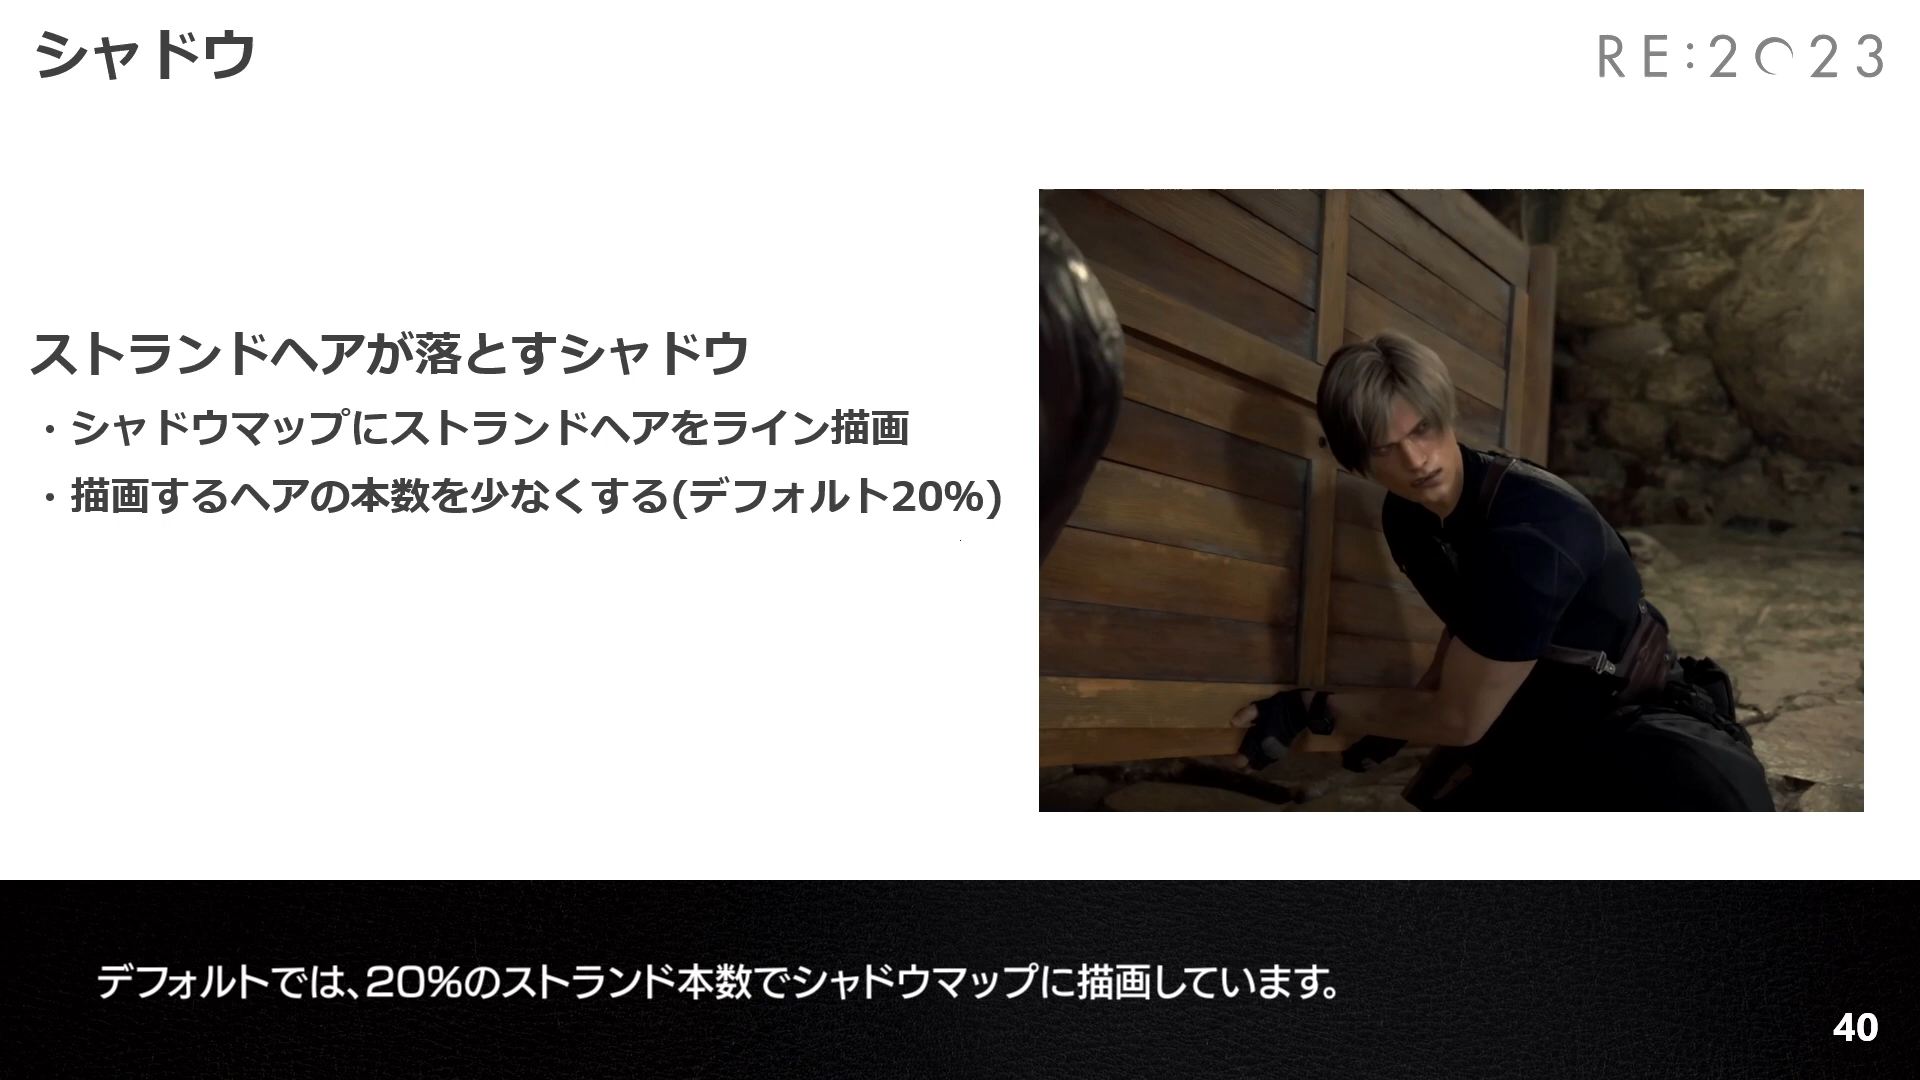 シャドウ
RE:2023
ストランドヘアが落とすシャドウ
・シャドウマップにストランドヘアをライン描画
・描画するヘアの本数を少なくする(デフォルト20%)
デフォルトでは、20%のストランド本数でシャドウマップに描画しています。
40